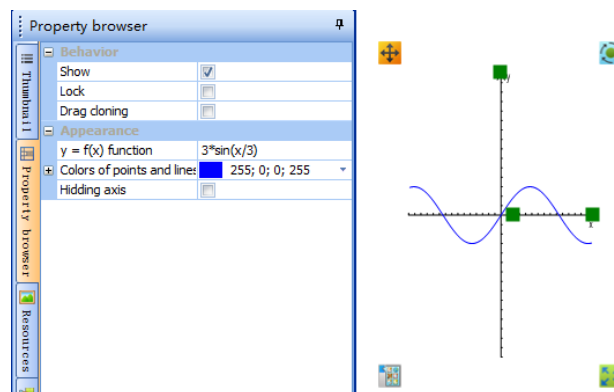 Property browser
Thumbnail
Property browser
Resources
Behavior
Show
Lock
Drag cloning
Appearance
y = f(x) function 3*sin(x/3)
Colors of points and lines 255; 0; 0; 255
Hidding axis
y
x